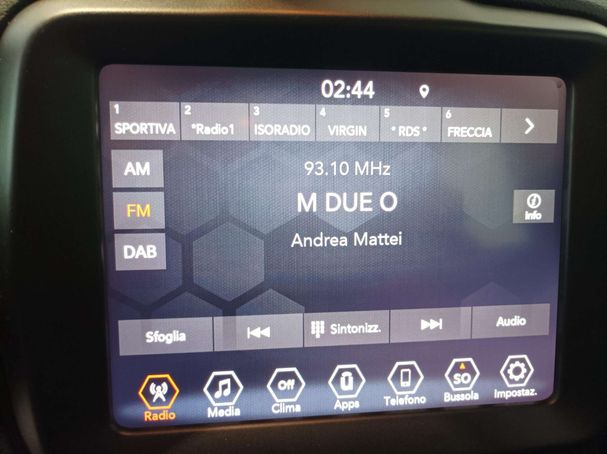 02:44
1 2 3 4 5 6
SPORTIVA *Radio1 ISORADIO VIRGIN * RDS * FRECCIA
AM
93.10 MHz
FM
M DUE O
i
Info
Andrea Mattei
DAB
Sfoglia
Sintonizz.
Audio
Off
SO
Radio Media Clima Apps Telefono Bussola Impostaz.